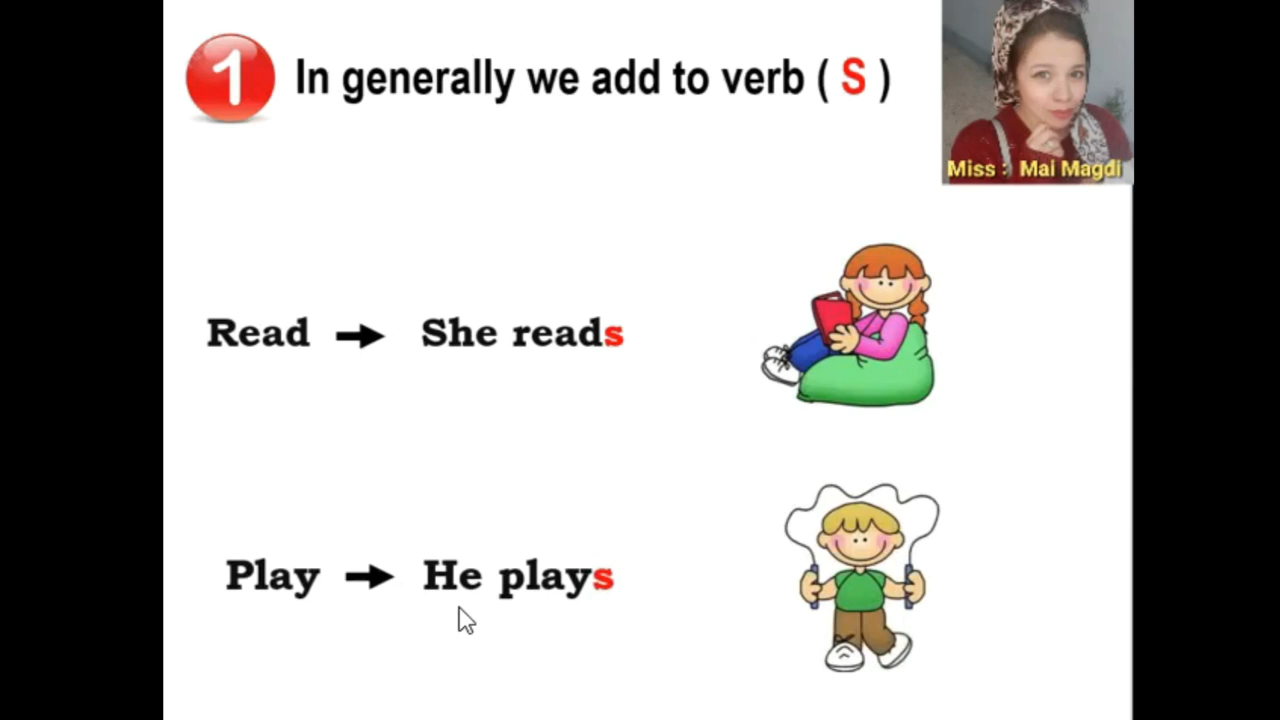 1 In generally we add to verb ( S )
Miss : Mai Magdi
Read → She reads
Play → He plays